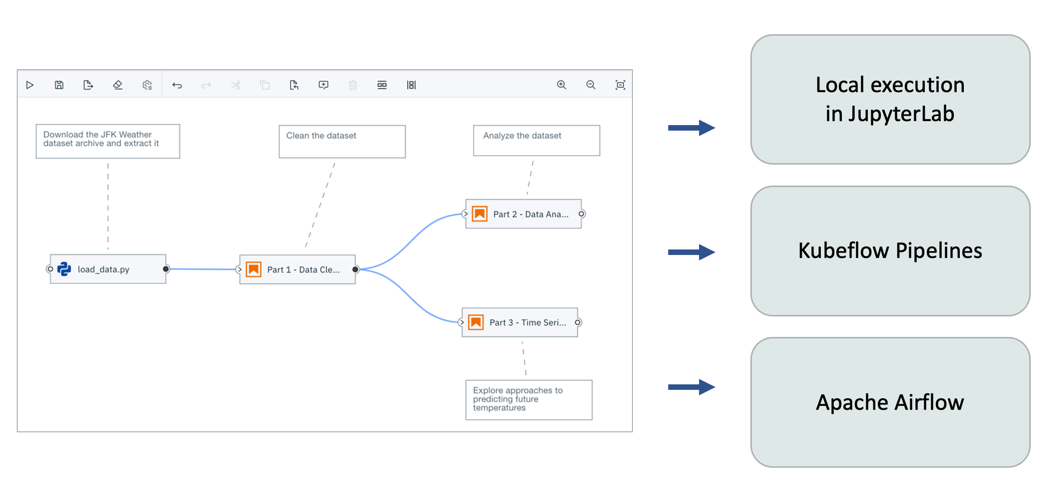 Download the JFK Weather
dataset archive and extract it
Clean the dataset
Analyze the dataset
load_data.py
Part 1 - Data Cle...
Part 2 - Data Ana...
Part 3 - Time Seri...
Explore approaches to
predicting future
temperatures
Local execution
in JupyterLab
Kubeflow Pipelines
Apache Airflow